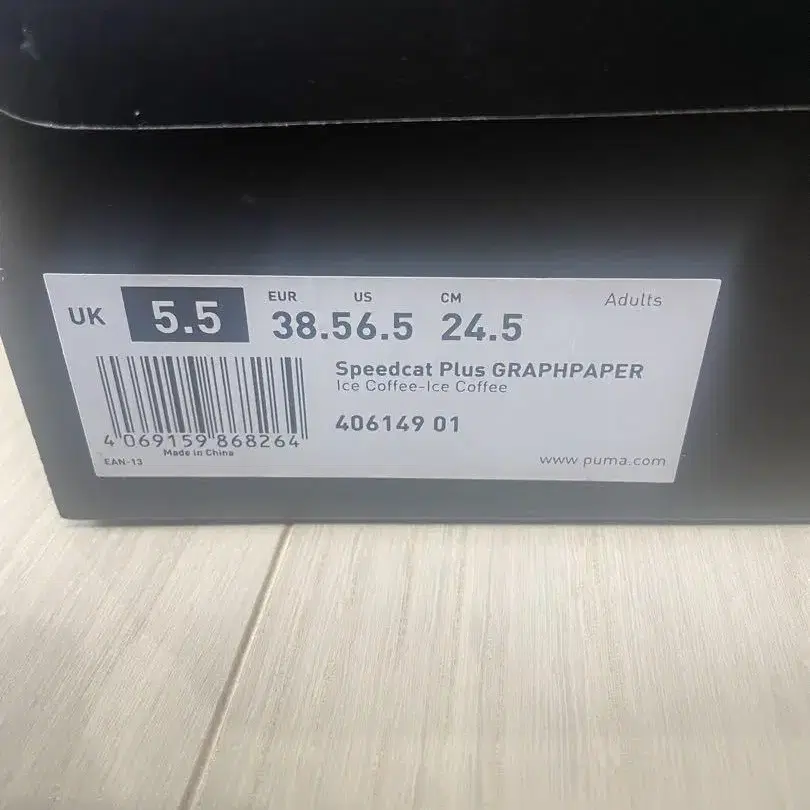 Adults
EUR US CM
UK 5.5 38.5 6.5 24.5
Speedcat Plus GRAPHPAPER
Ice Coffee-Ice Coffee
406149 01
4 069159 868264
Made in China
EAN-13
www.puma.com